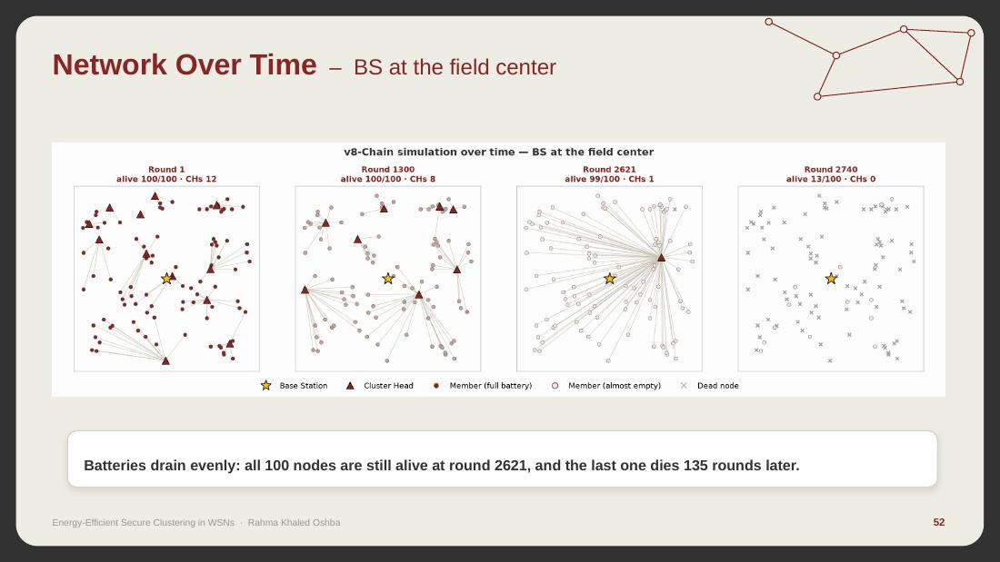 Network Over Time – BS at the field center
v8-Chain simulation over time — BS at the field center
Round 1
alive 100/100 · CHs 12
Round 1300
alive 100/100 · CHs 8
Round 2621
alive 99/100 · CHs 1
Round 2740
alive 13/100 · CHs 0
Base Station
Cluster Head
Member (full battery)
Member (almost empty)
Dead node
Batteries drain evenly: all 100 nodes are still alive at round 2621, and the last one dies 135 rounds later.
Energy-Efficient Secure Clustering in WSNs · Rahma Khaled Oshba
52